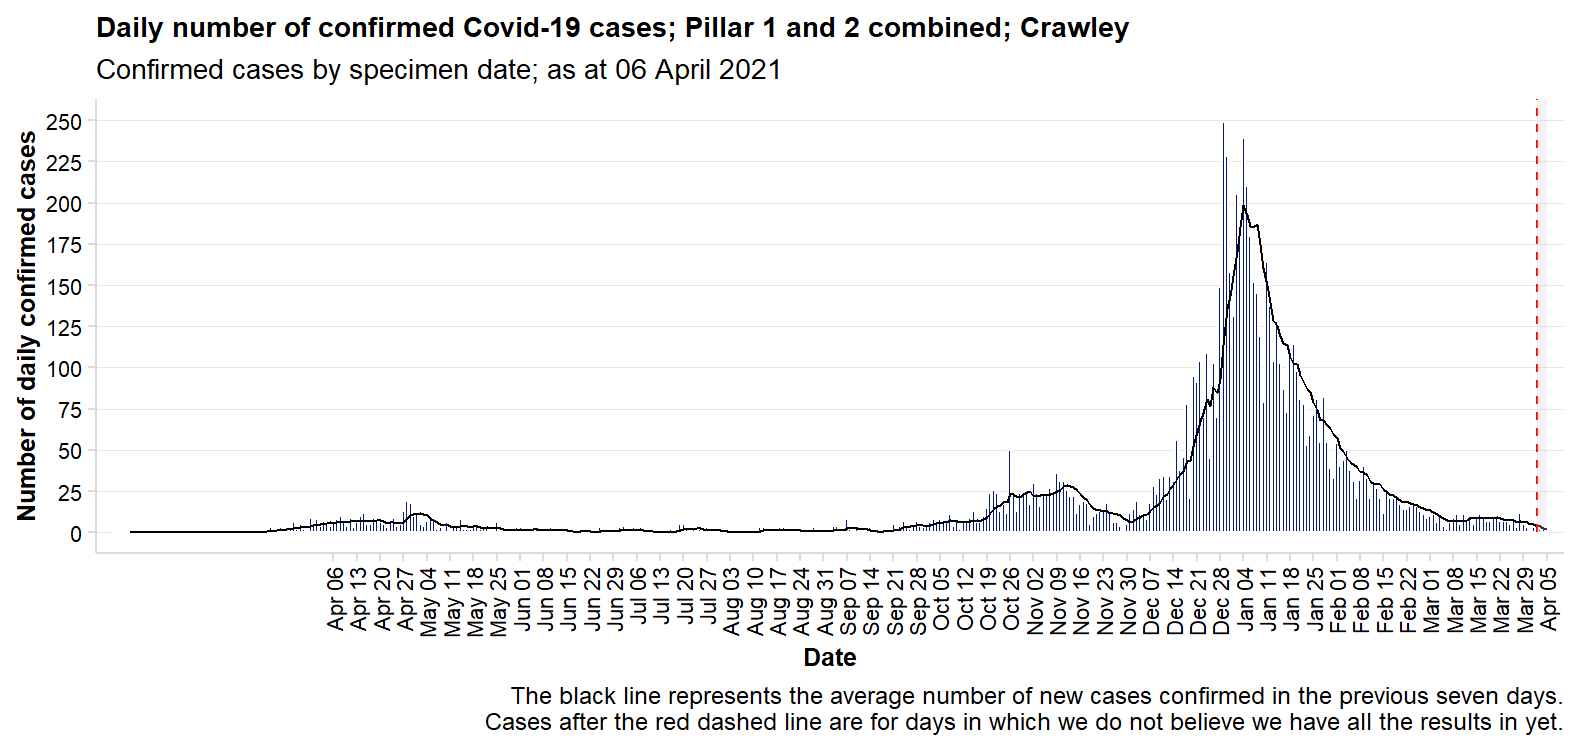 Daily number of confirmed Covid-19 cases; Pillar 1 and 2 combined; Crawley
Confirmed cases by specimen date; as at 06 April 2021
Number of daily confirmed cases
250
225
200
175
150
125
100
75
50
25
0
Apr 06
Apr 13
Apr 20
Apr 27
May 04
May 11
May 18
May 25
Jun 01
Jun 08
Jun 15
Jun 22
Jun 29
Jul 06
Jul 13
Jul 20
Jul 27
Aug 03
Aug 10
Aug 17
Aug 24
Aug 31
Sep 07
Sep 14
Sep 21
Sep 28
Oct 05
Oct 12
Oct 19
Oct 26
Nov 02
Nov 09
Nov 16
Nov 23
Nov 30
Dec 07
Dec 14
Dec 21
Dec 28
Jan 04
Jan 11
Jan 18
Jan 25
Feb 01
Feb 08
Feb 15
Feb 22
Mar 01
Mar 08
Mar 15
Mar 22
Mar 29
Apr 05
Date
The black line represents the average number of new cases confirmed in the previous seven days.
Cases after the red dashed line are for days in which we do not believe we have all the results in yet.